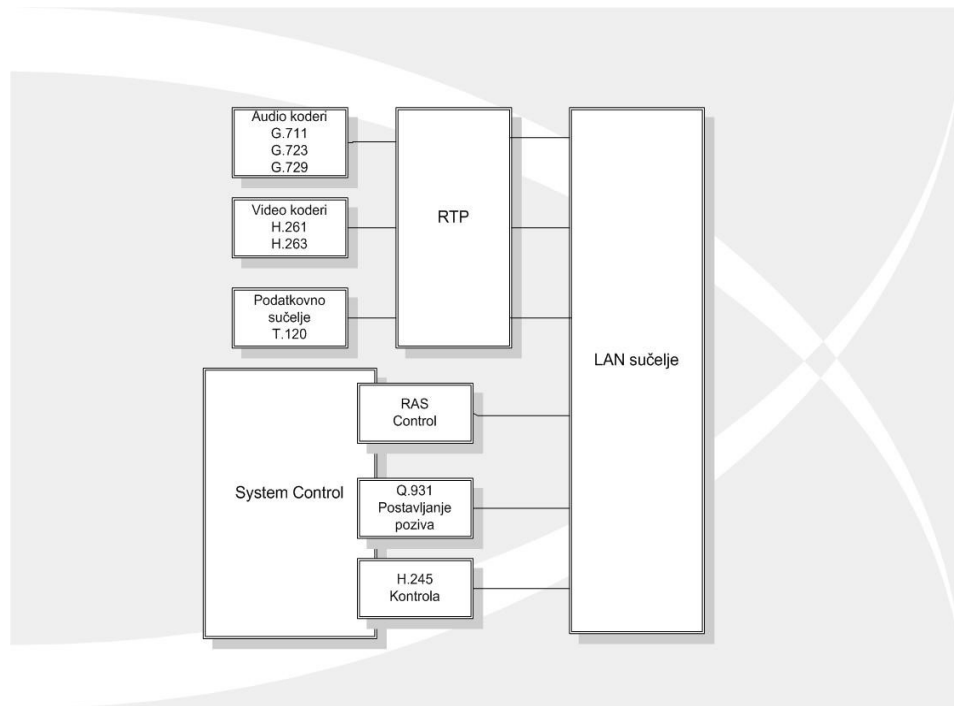 Audio koderi
G.711
G.723
G.729
Video koderi
H.261
H.263
Podatkovno
sučelje
T.120
RTP
LAN sučelje
System Control
RAS
Control
Q.931
Postavljanje
poziva
H.245
Kontrola